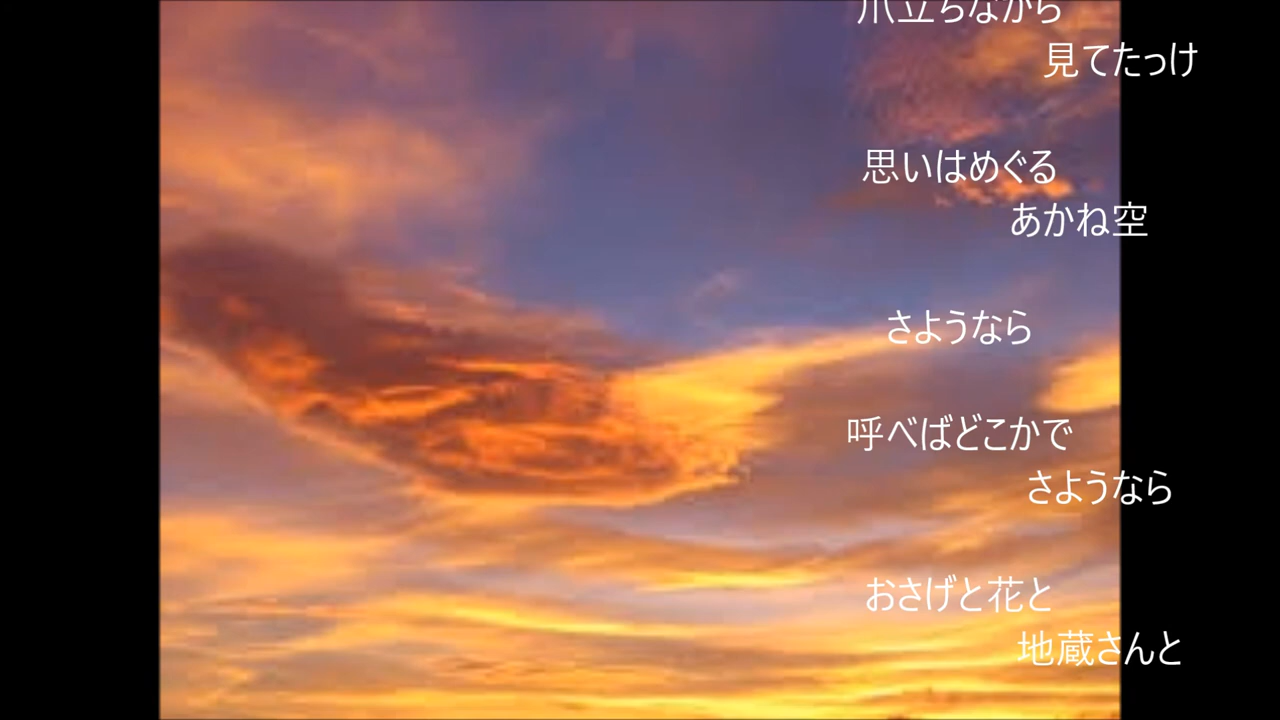 爪立ちながら
見てたっけ
思いはめぐる
あかね空
さようなら
呼べばどこかで
さようなら
おさげと花と
地蔵さんと